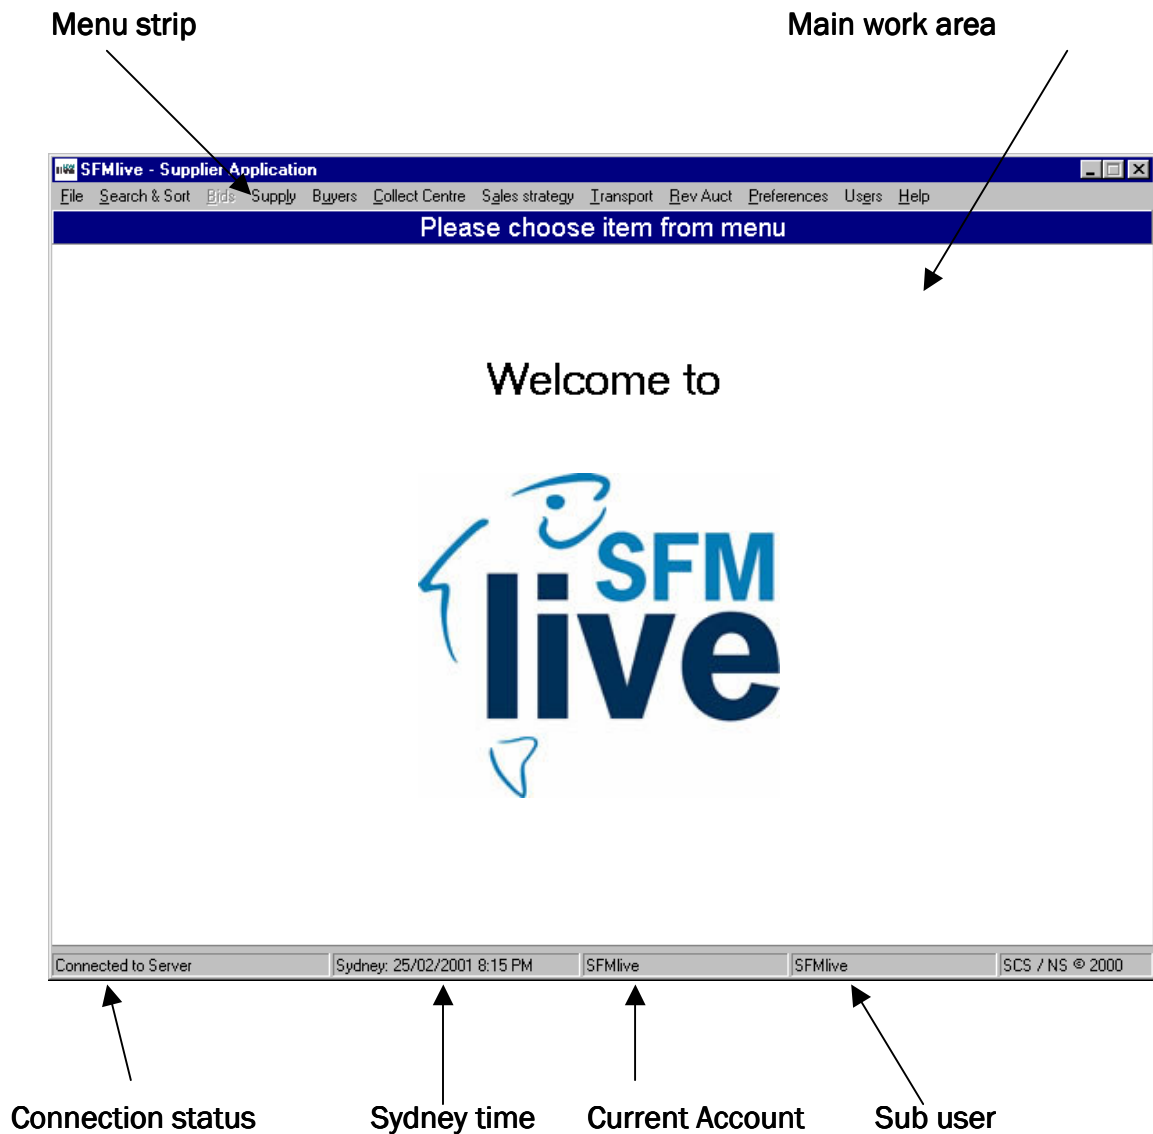 Menu strip Main work area
SFMlive - Supplier Application
File Search & Sort Bids Supply Buyers Collect Centre Sales strategy Transport Rev Auct Preferences Users Help
Please choose item from menu
Welcome to
SFM
live
Connected to Server Sydney: 25/02/2001 8:15 PM SFMlive SFMlive SCS / NS © 2000
Connection status Sydney time Current Account Sub user